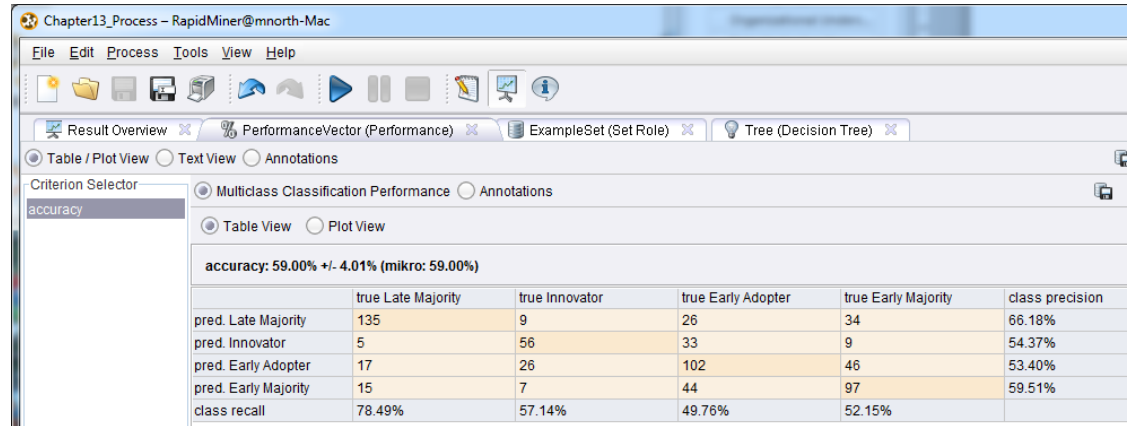 Chapter13_Process – RapidMiner@mnorth-Mac
File Edit Process Tools View Help
Result Overview PerformanceVector (Performance) ExampleSet (Set Role) Tree (Decision Tree)
Table / Plot View Text View Annotations
Criterion Selector
accuracy
Multiclass Classification Performance Annotations
Table View Plot View
accuracy: 59.00% +/- 4.01% (mikro: 59.00%)
true Late Majority true Innovator true Early Adopter true Early Majority class precision
pred. Late Majority 135 9 26 34 66.18%
pred. Innovator 5 56 33 9 54.37%
pred. Early Adopter 17 26 102 46 53.40%
pred. Early Majority 15 7 44 97 59.51%
class recall 78.49% 57.14% 49.76% 52.15%